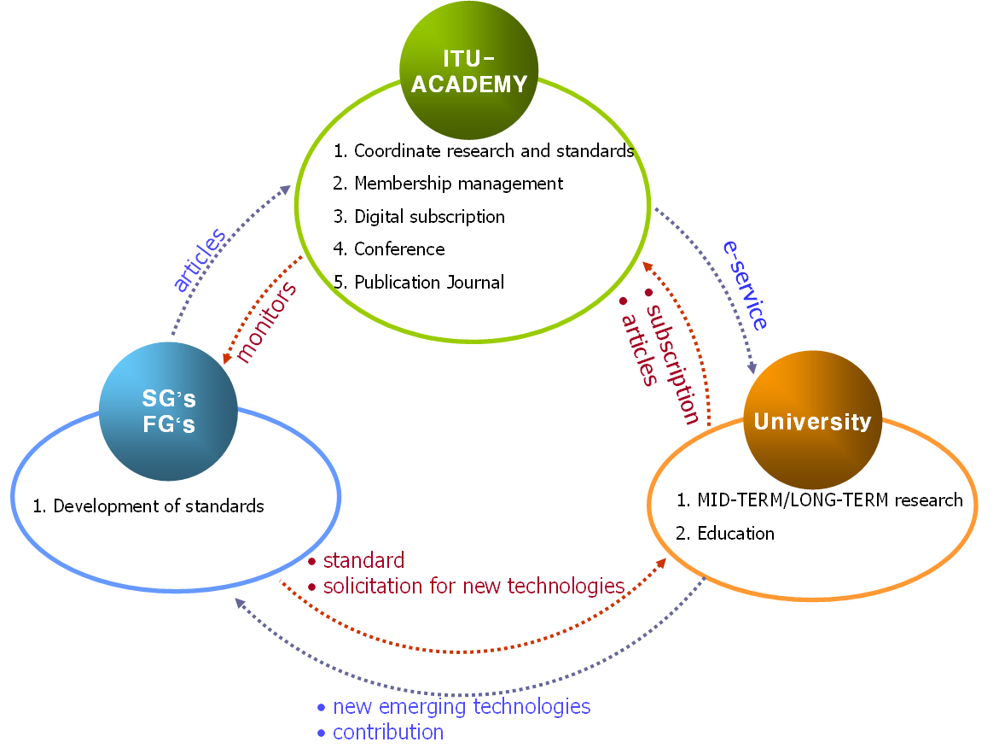 ITU-
ACADEMY
1. Coordinate research and standards
2. Membership management
3. Digital subscription
4. Conference
5. Publication Journal
articles
monitors
e-service
• subscription
• articles
SG's
FG‘s
1. Development of standards
University
1. MID-TERM/LONG-TERM research
2. Education
• standard
• solicitation for new technologies
• new emerging technologies
• contribution